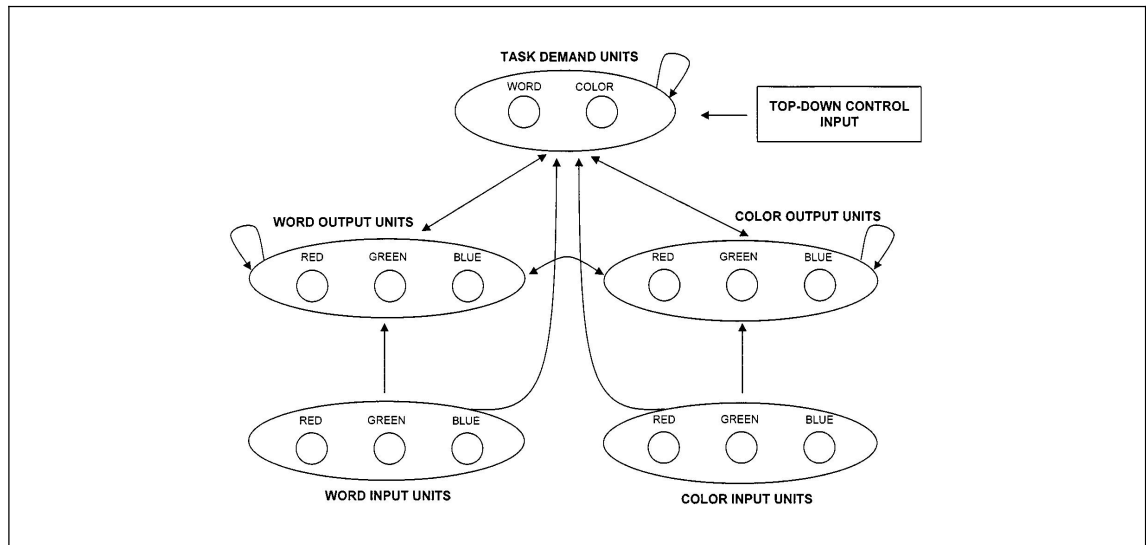 TASK DEMAND UNITS
WORD COLOR
TOP-DOWN CONTROL
INPUT
WORD OUTPUT UNITS
RED GREEN BLUE
COLOR OUTPUT UNITS
RED GREEN BLUE
RED GREEN BLUE
WORD INPUT UNITS
RED GREEN BLUE
COLOR INPUT UNITS